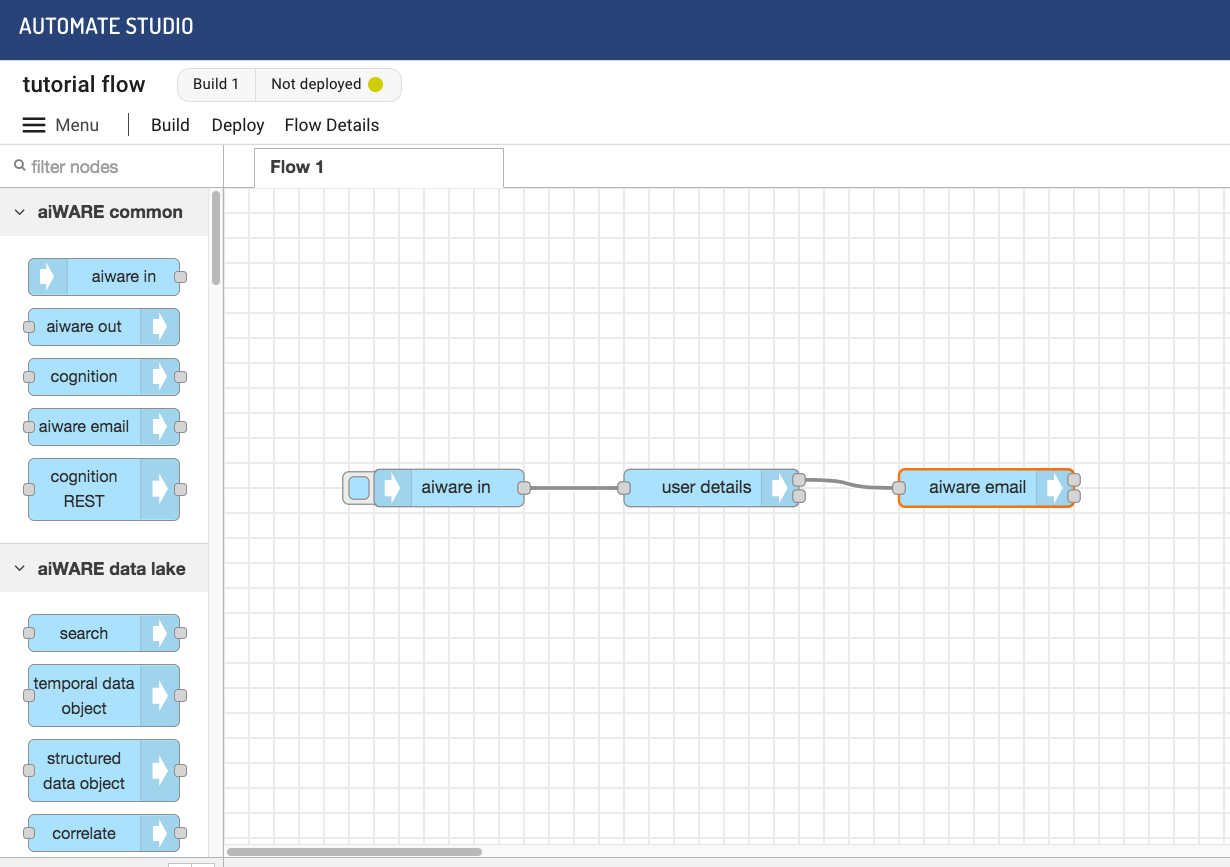 AUTOMATE STUDIO
tutorial flow
Build 1
Not deployed
Menu
Build
Deploy
Flow Details
filter nodes
Flow 1
aiWARE common
aiware in
aiware out
cognition
aiware email
cognition
REST
aiWARE data lake
search
temporal data
object
structured
data object
correlate
aiware in
user details
aiware email